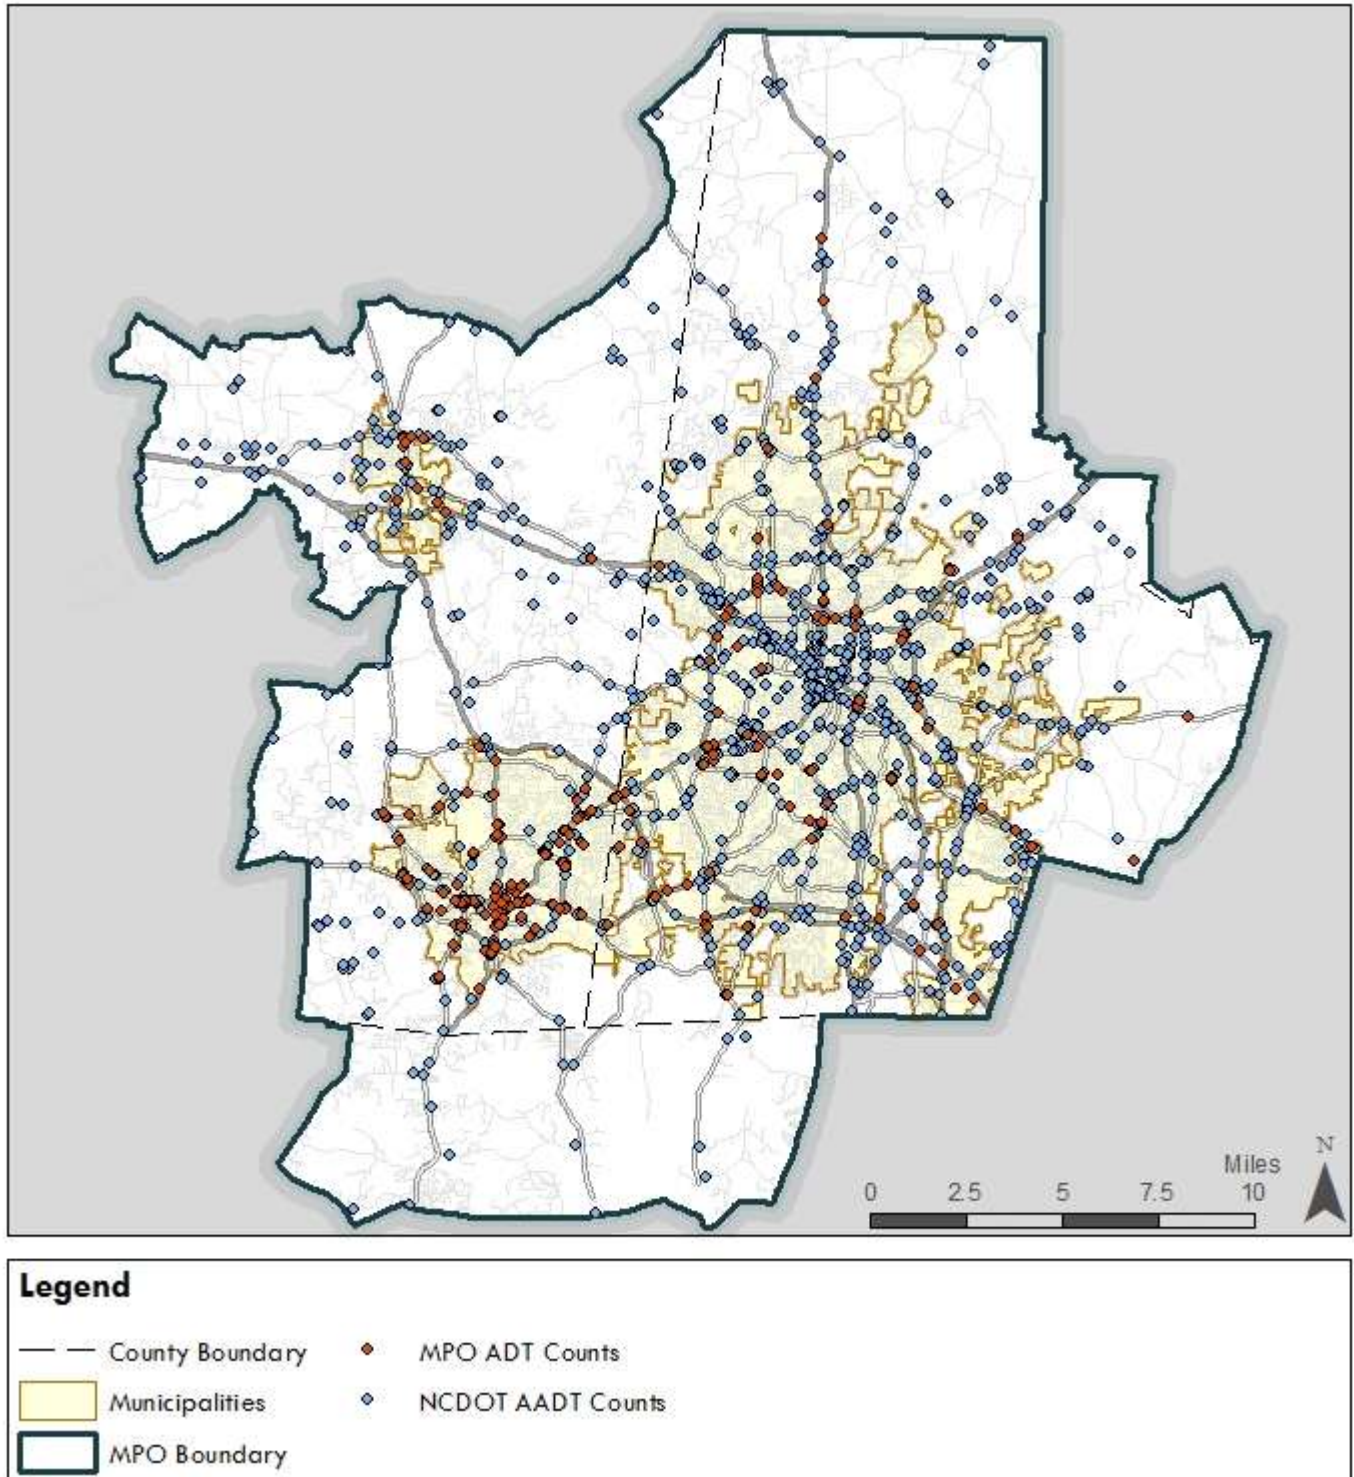 N
Miles
0 2.5 5 7.5 10
Legend
County Boundary MPO ADT Counts
Municipalities NCDOT AADT Counts
MPO Boundary